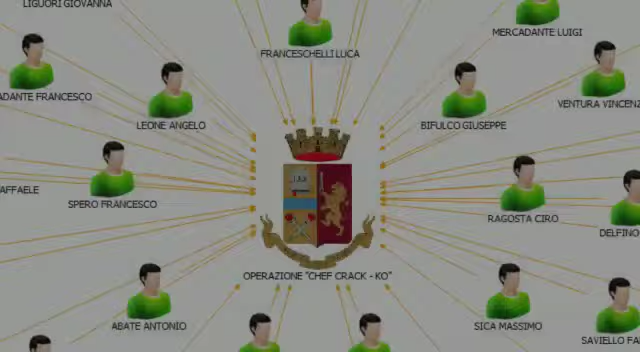 LIGUORI GIOVANNA
FRANCESCHELLI LUCA
MERCADANTE LUIGI
ADANTE FRANCESCO
LEONE ANGELO
BIFULCO GIUSEPPE
VENTURA VINCENZ
AFFAELE
SPERO FRANCESCO
RAGOSTA CIRO
DELFINO
OPERAZIONE "CHEF CRACK - KO"
ABATE ANTONIO
SICA MASSIMO
SAVIELLO FA